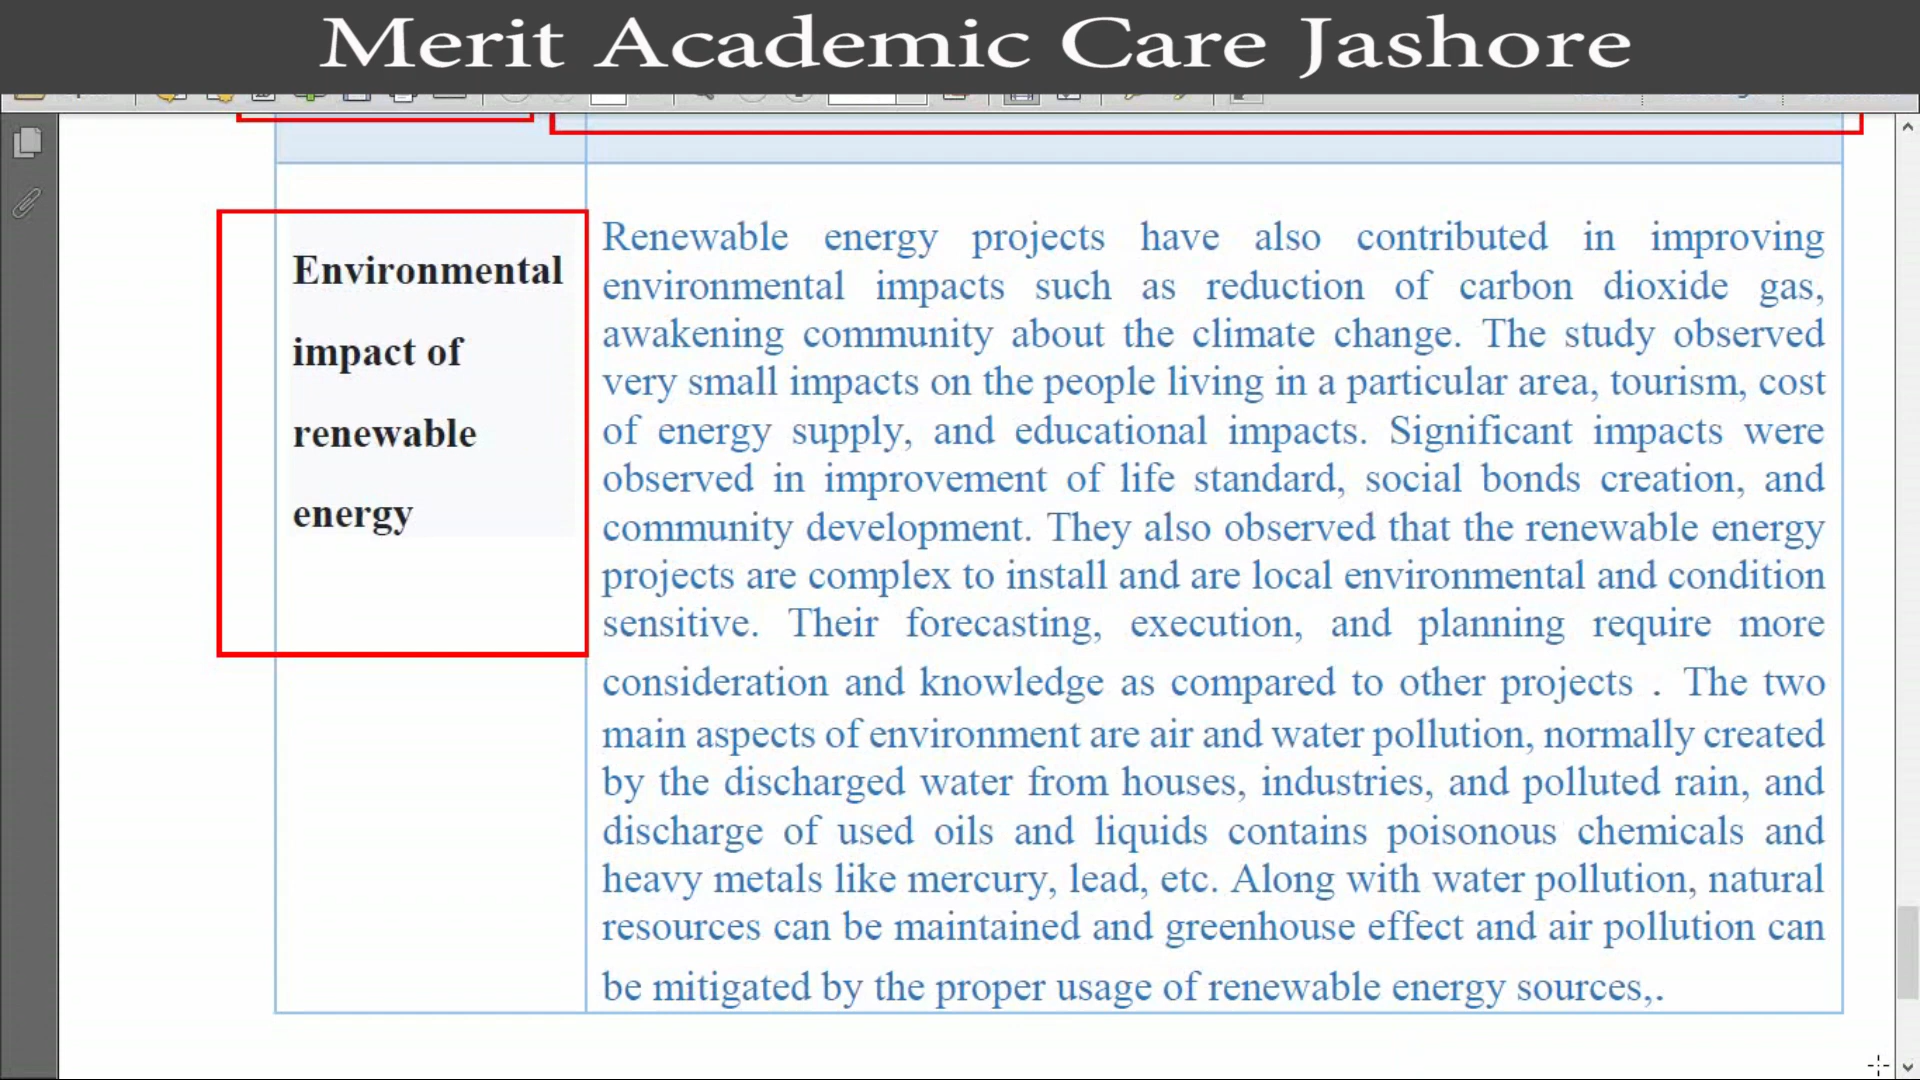 Merit Academic Care Jashore
Environmental
impact of
renewable
energy
Renewable energy projects have also contributed in improving
environmental impacts such as reduction of carbon dioxide gas,
awakening community about the climate change. The study observed
very small impacts on the people living in a particular area, tourism, cost
of energy supply, and educational impacts. Significant impacts were
observed in improvement of life standard, social bonds creation, and
community development. They also observed that the renewable energy
projects are complex to install and are local environmental and condition
sensitive. Their forecasting, execution, and planning require more
consideration and knowledge as compared to other projects . The two
main aspects of environment are air and water pollution, normally created
by the discharged water from houses, industries, and polluted rain, and
discharge of used oils and liquids contains poisonous chemicals and
heavy metals like mercury, lead, etc. Along with water pollution, natural
resources can be maintained and greenhouse effect and air pollution can
be mitigated by the proper usage of renewable energy sources,.